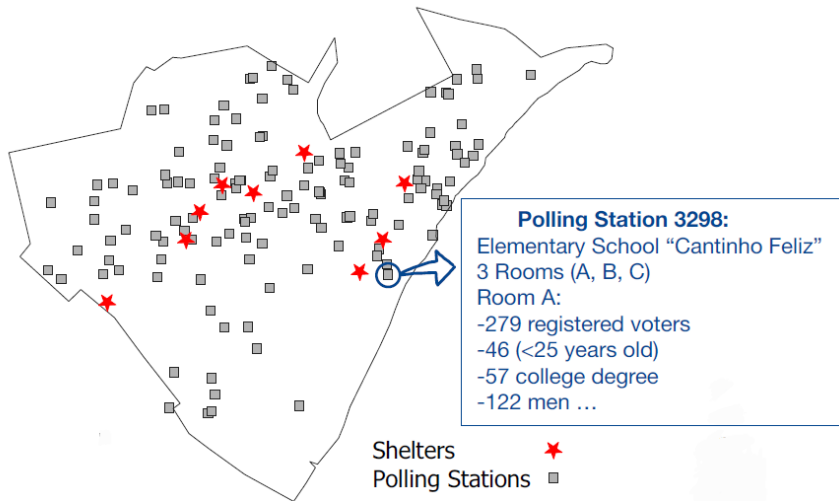 Polling Station 3298:
Elementary School “Cantinho Feliz”
3 Rooms (A, B, C)
Room A:
-279 registered voters
-46 (<25 years old)
-57 college degree
-122 men ...
Shelters
Polling Stations